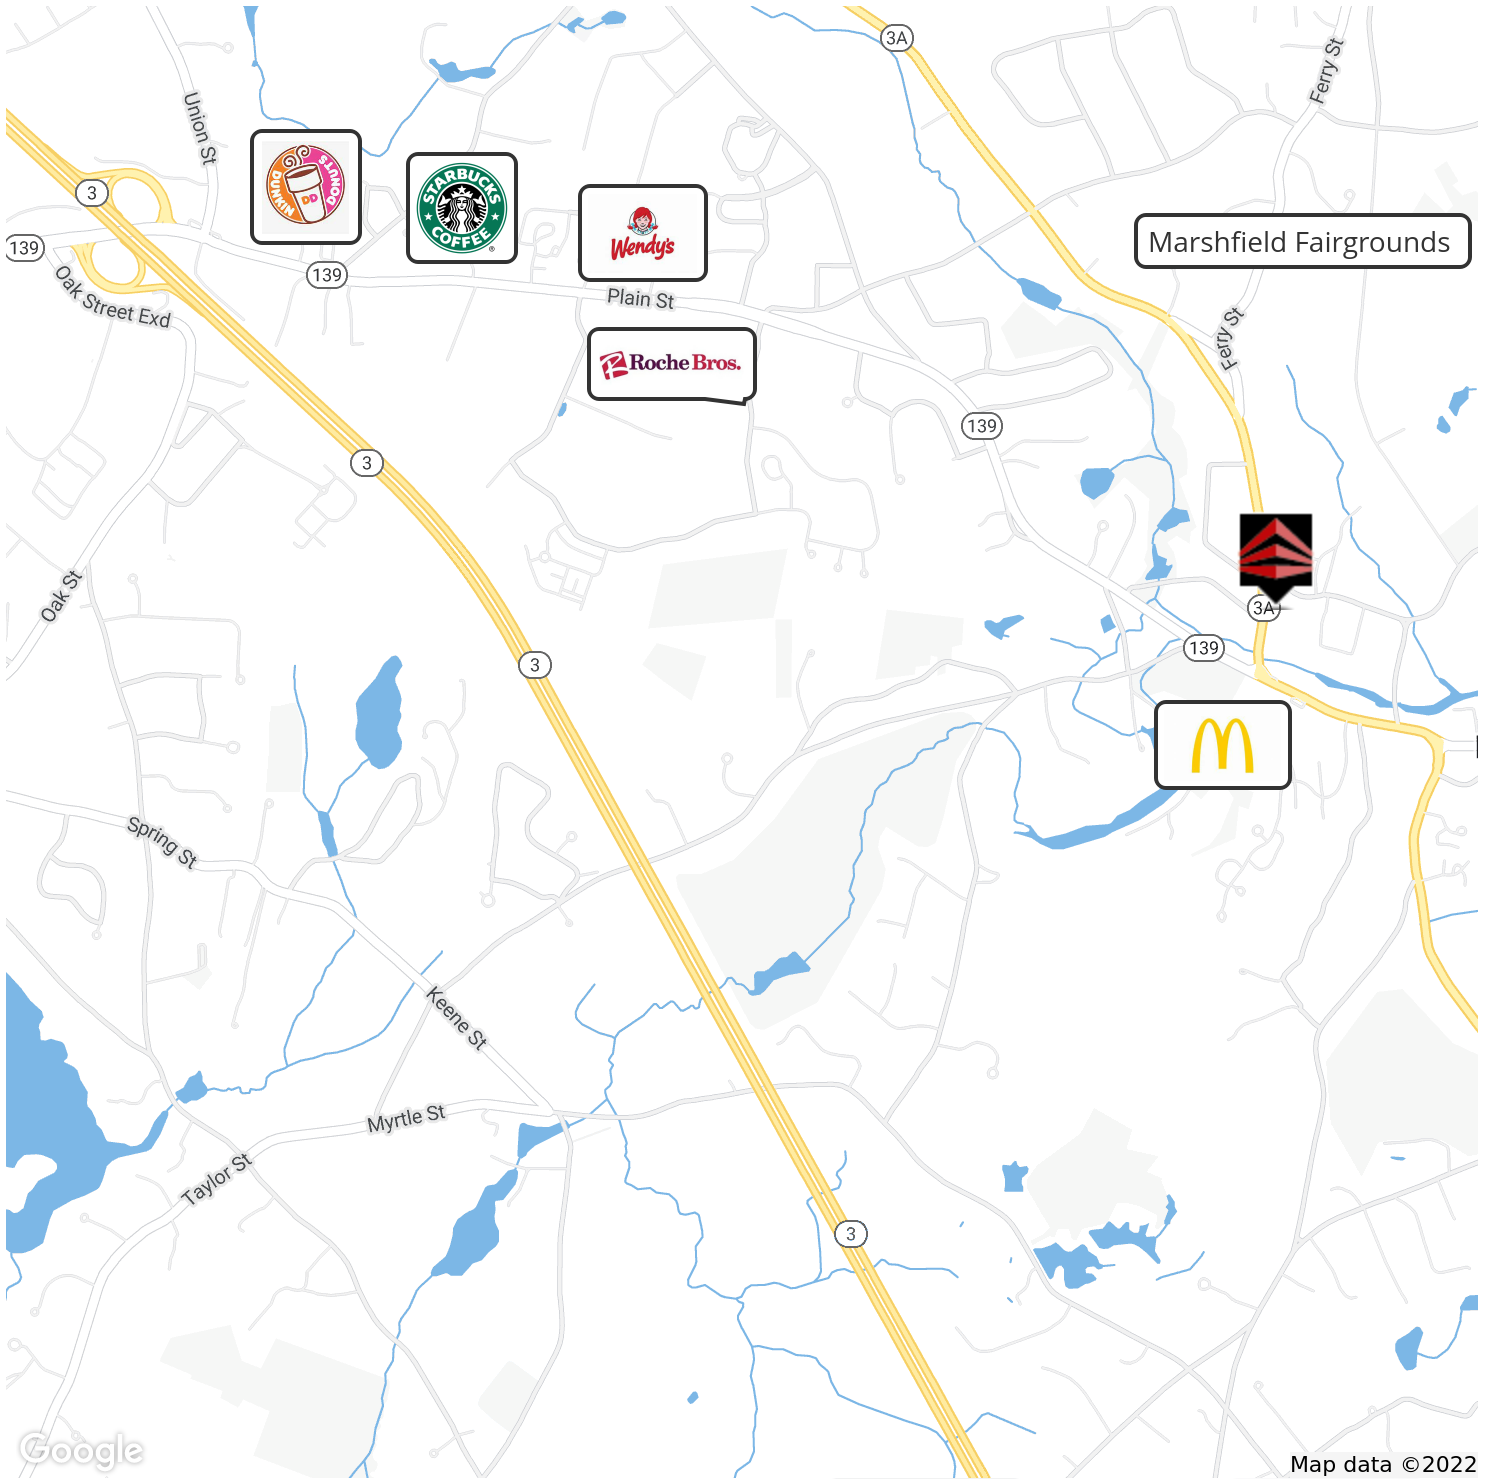 3A
Ferry St
Union St
DUNKIN'
DONUTS
DD
STARBUCKS
COFFEE
®
Wendy's
3
139
Marshfield Fairgrounds
139
Plain St
Oak Street Exd
Ferry St
Roche Bros.
139
3
Oak St
3A
139
3
Spring St
Keene St
Myrtle St
Taylor St
3
Google
Map data ©2022